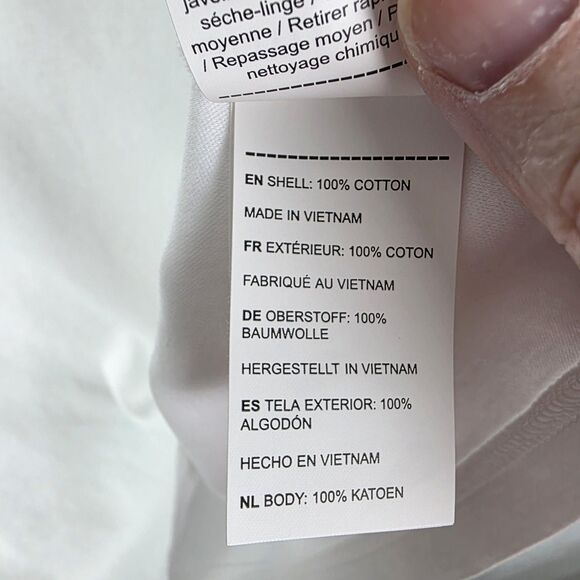 séche-linge /
moyenne / Retirer
/ Repassage moyen /
nettoyage
EN SHELL: 100% COTTON
MADE IN VIETNAM
FR EXTÉRIEUR: 100% COTON
FABRIQUÉ AU VIETNAM
DE OBERSTOFF: 100%
BAUMWOLLE
HERGESTELLT IN VIETNAM
ES TELA EXTERIOR: 100%
ALGODÓN
HECHO EN VIETNAM
NL BODY: 100% KATOEN